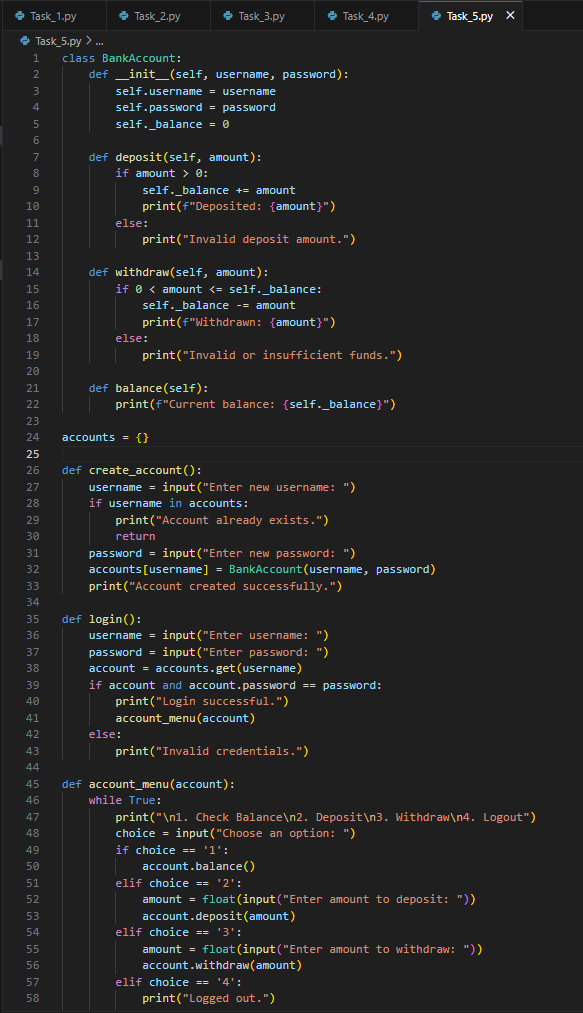 Task_1.py Task_2.py Task_3.py Task_4.py Task_5.py ×
Task_5.py > ...
1 class BankAccount:
2     def __init__(self, username, password):
3         self.username = username
4         self.password = password
5         self._balance = 0
6
7     def deposit(self, amount):
8         if amount > 0:
9             self._balance += amount
10             print(f"Deposited: {amount}")
11         else:
12             print("Invalid deposit amount.")
13
14     def withdraw(self, amount):
15         if 0 < amount <= self._balance:
16             self._balance -= amount
17             print(f"Withdrawn: {amount}")
18         else:
19             print("Invalid or insufficient funds.")
20
21     def balance(self):
22         print(f"Current balance: {self._balance}")
23
24 accounts = {}
25
26 def create_account():
27     username = input("Enter new username: ")
28     if username in accounts:
29         print("Account already exists.")
30         return
31     password = input("Enter new password: ")
32     accounts[username] = BankAccount(username, password)
33     print("Account created successfully.")
34
35 def login():
36     username = input("Enter username: ")
37     password = input("Enter password: ")
38     account = accounts.get(username)
39     if account and account.password == password:
40         print("Login successful.")
41         account_menu(account)
42     else:
43         print("Invalid credentials.")
44
45 def account_menu(account):
46     while True:
47         print("\n1. Check Balance\n2. Deposit\n3. Withdraw\n4. Logout")
48         choice = input("Choose an option: ")
49         if choice == '1':
50             account.balance()
51         elif choice == '2':
52             amount = float(input("Enter amount to deposit: "))
53             account.deposit(amount)
54         elif choice == '3':
55             amount = float(input("Enter amount to withdraw: "))
56             account.withdraw(amount)
57         elif choice == '4':
58             print("Logged out.")